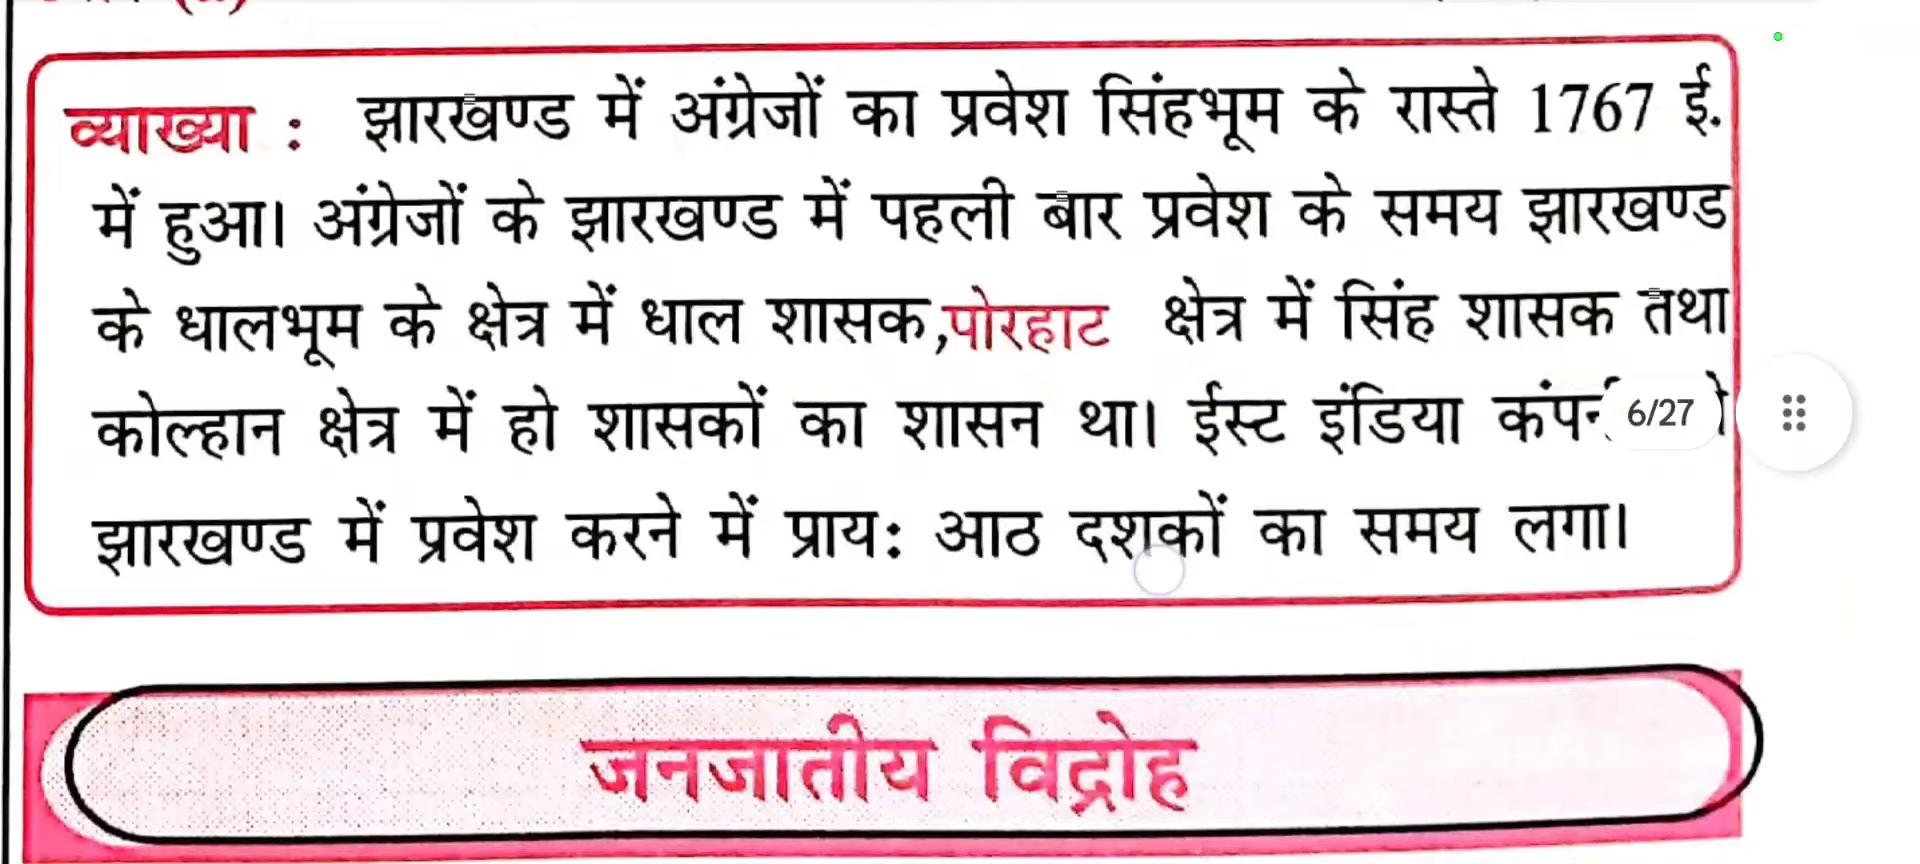 व्याख्या : झारखण्ड में अंग्रेजों का प्रवेश सिंहभूम के रास्ते 1767 ई.
में हुआ। अंग्रेजों के झारखण्ड में पहली बार प्रवेश के समय झारखण्ड
के धालभूम के क्षेत्र में धाल शासक,पोरहाट क्षेत्र में सिंह शासक तथा
कोल्हान क्षेत्र में हो शासकों का शासन था। ईस्ट इंडिया
6/27
झारखण्ड में प्रवेश करने में प्राय: आठ दशकों का समय लगा।
जनजातीय विद्रोह